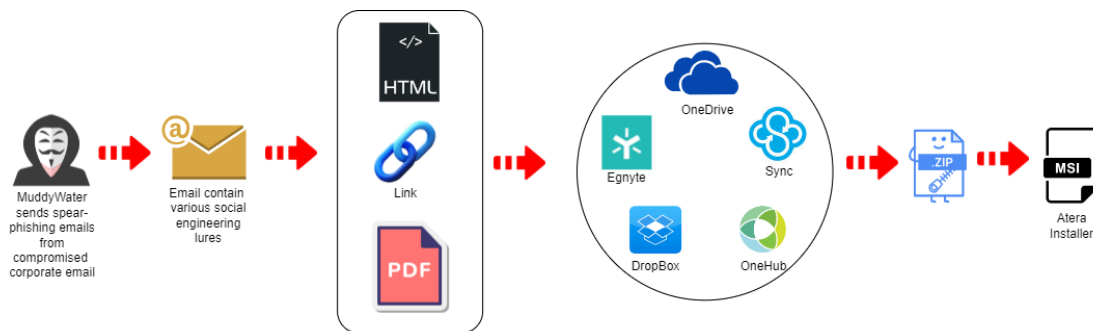 MuddyWater
sends spear-
phishing emails
from
compromised
corporate email
@
Email contain
various social
engineering
lures
</>
HTML
Link
PDF
OneDrive
Egnyte
Sync
DropBox
OneHub
.ZIP
MSI
Atera
Installer